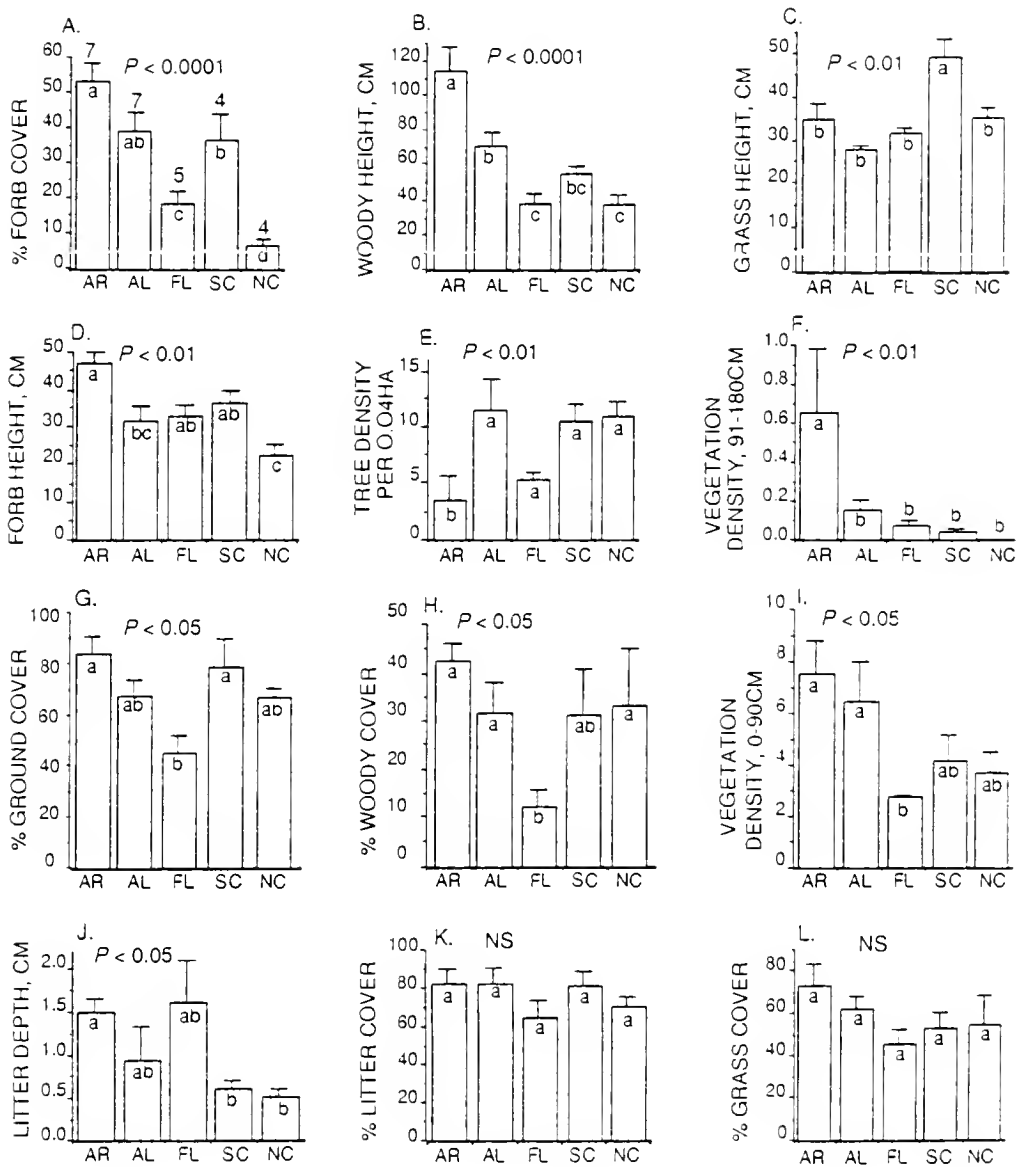 A.
P < 0.0001
% FORB COVER
60
50
40
30
20
10
0
7
7
5
4
4
a
ab
c
b
d
AR AL FL SC NC
B.
P < 0.0001
WOODY HEIGHT, CM
120
100
80
60
40
20
0
a
b
c
bc
c
AR AL FL SC NC
C.
P < 0.01
GRASS HEIGHT, CM
50
40
30
20
10
0
b
b
b
a
b
AR AL FL SC NC
D.
P < 0.01
FORB HEIGHT, CM
50
40
30
20
10
0
a
bc
ab
ab
c
AR AL FL SC NC
E.
P < 0.01
TREE DENSITY
PER 0.04HA
15
10
5
0
b
a
a
a
a
AR AL FL SC NC
F.
P < 0.01
VEGETATION
DENSITY, 91-180CM
1.0
0.8
0.6
0.4
0.2
0.0
a
b
b
b
b
AR AL FL SC NC
G.
P < 0.05
% GROUND COVER
100
80
60
40
20
0
a
ab
b
a
ab
AR AL FL SC NC
H.
P < 0.05
% WOODY COVER
50
40
30
20
10
0
a
a
b
ab
a
AR AL FL SC NC
I.
P < 0.05
VEGETATION
DENSITY, 0-90CM
10
8
6
4
2
0
a
a
b
ab
ab
AR AL FL SC NC
J.
P < 0.05
LITTER DEPTH, CM
2.0
1.5
1.0
0.5
0.0
a
ab
ab
b
b
AR AL FL SC NC
K.
NS
% LITTER COVER
100
80
60
40
20
0
a
a
a
a
a
AR AL FL SC NC
L.
NS
% GRASS COVER
80
60
40
20
0
a
a
a
a
a
AR AL FL SC NC